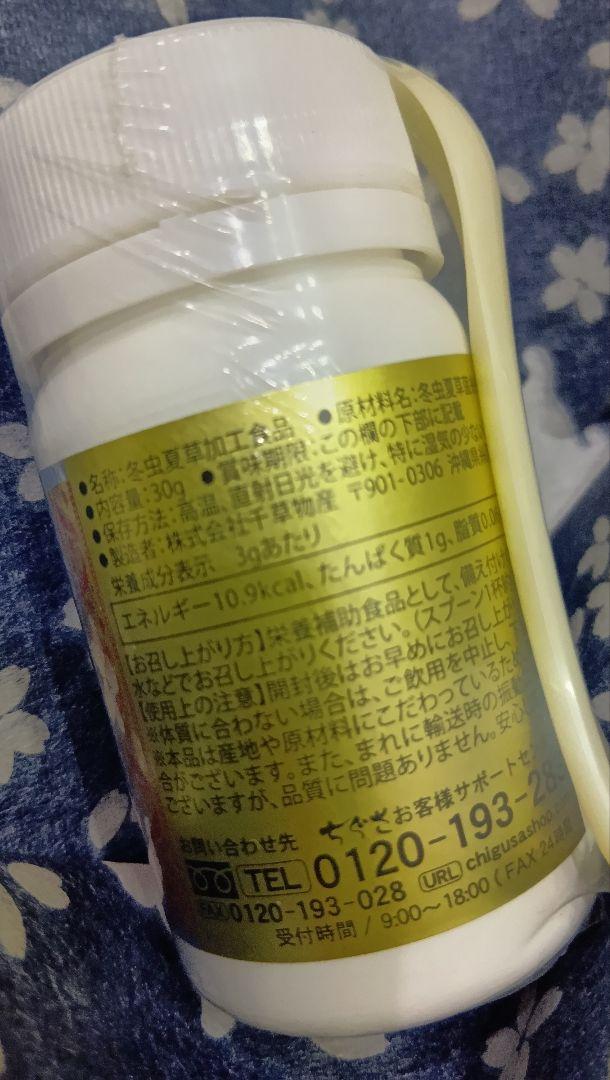 ●名称:冬虫夏草加工食品 ●原材料名:冬虫夏草
●内容量:30g ●賞味期限:この欄の下部に記載
●保存方法:高温、直射日光を避け、特に湿気の少な
●製造者:株式会社千草物産 〒901-0306 沖縄県
栄養成分表示 3gあたり
エネルギー10.9kcal、たんぱく質1g、脂質0.0
【お召し上がり方】栄養補助食品として、備え付け
水などでお召し上がりください。(スプーン1杯
【使用上の注意】開封後はお早めにお召し上が
※体質に合わない場合は、ご飲用を中止し、
※本品は産地や原材料にこだわっているため
合がございます。また、まれに輸送時の振動
ございますが、品質に問題ありません。安心
お問い合わせ先 ちぐさお客様サポートセ
TEL 0120-193-28
FAX 0120-193-028 URL chigusashop
受付時間 / 9:00～18:00 (FAX 24時間